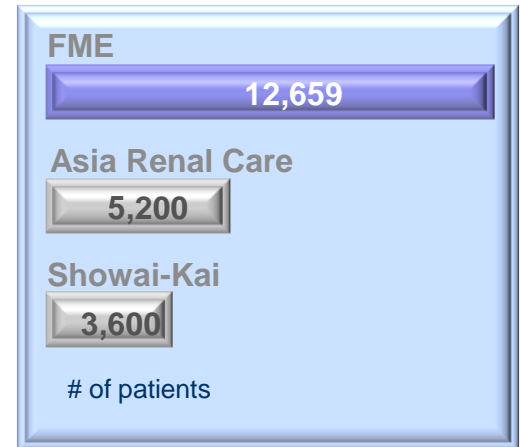 FME
12,659
Asia Renal Care
5,200
Showai-Kai
3,600
# of patients